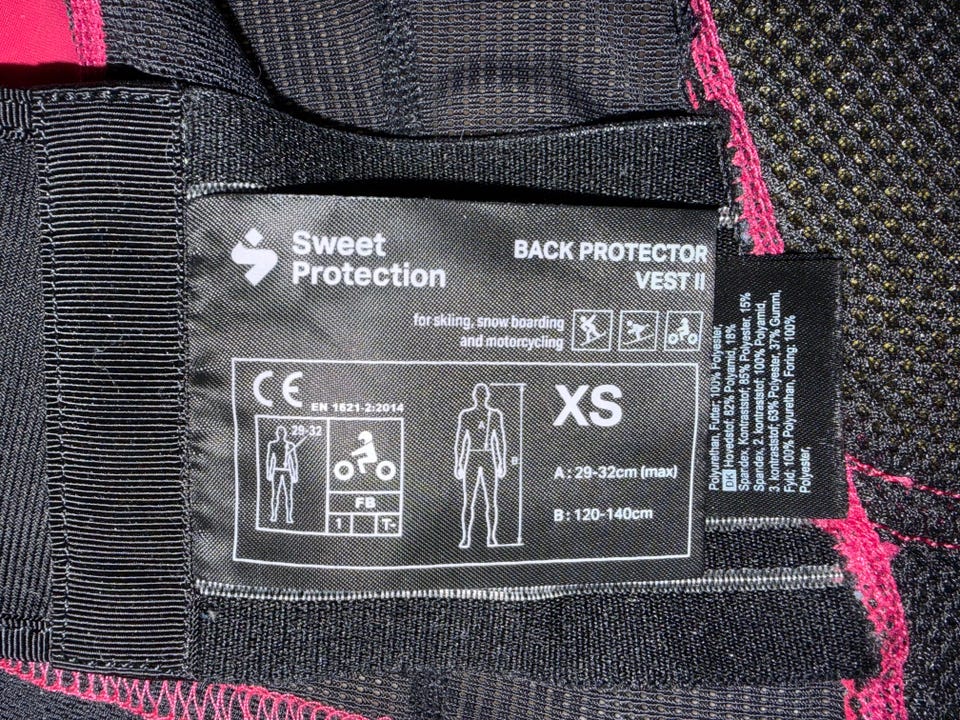 Sweet
Protection
BACK PROTECTOR
VEST II
for skiing, snow boarding
and motorcycling
CE
EN 1621-2:2014
29-32
FB
1
T-
A
B
XS
A : 29-32cm (max)
B : 120-140cm
Polyurethan, Futter: 100% Polyester,
DK Hovedstof: 82% Polyamid, 18%
Spandex, Kontraststof: 85% Polyester, 15%
Spandex, 2. kontraststof: 100% Polyamid,
3. kontraststof: 63% Polyester, 37% Gummi,
Fyld: 100% Polyurethan, Foring: 100%
Polyester,